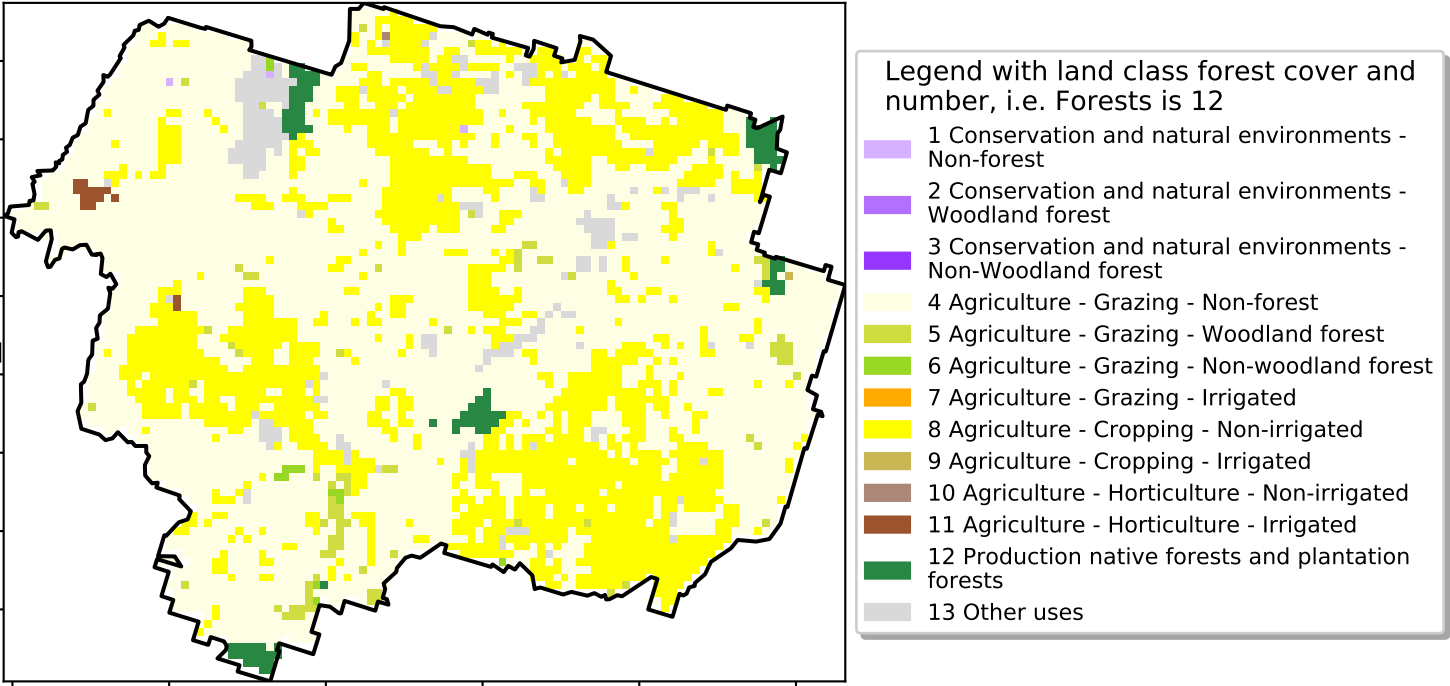 Legend with land class forest cover and
number, i.e. Forests is 12
1 Conservation and natural environments -
Non-forest
2 Conservation and natural environments -
Woodland forest
3 Conservation and natural environments -
Non-Woodland forest
4 Agriculture - Grazing - Non-forest
5 Agriculture - Grazing - Woodland forest
6 Agriculture - Grazing - Non-woodland forest
7 Agriculture - Grazing - Irrigated
8 Agriculture - Cropping - Non-irrigated
9 Agriculture - Cropping - Irrigated
10 Agriculture - Horticulture - Non-irrigated
11 Agriculture - Horticulture - Irrigated
12 Production native forests and plantation
forests
13 Other uses